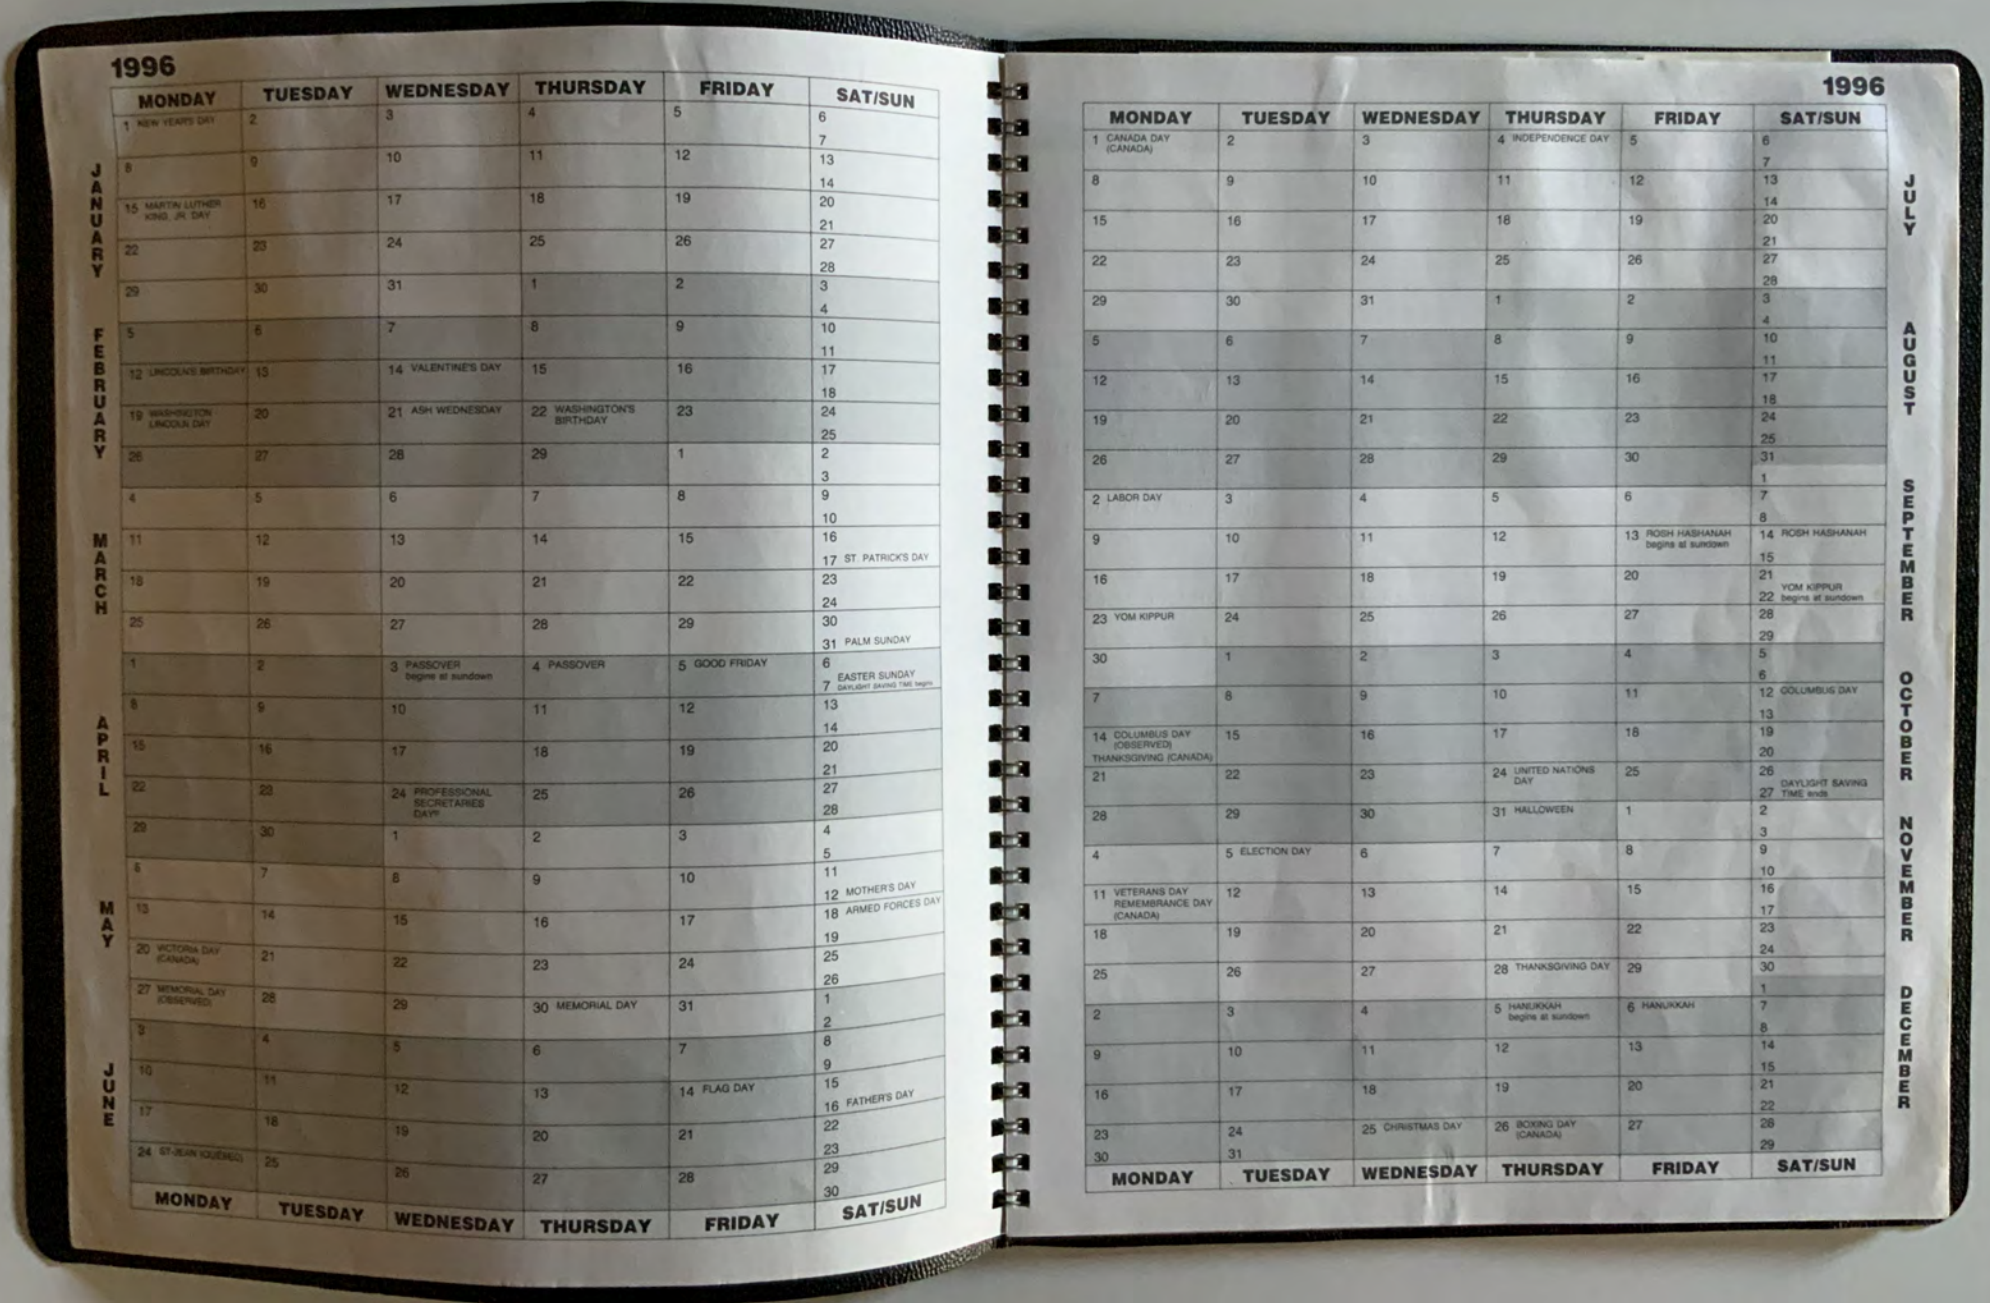 1996
MONDAY TUESDAY WEDNESDAY THURSDAY FRIDAY SAT/SUN
JANUARY
1 NEW YEAR'S DAY 2 3 4 5 6
7
8 9 10 11 12 13
14
15 MARTIN LUTHER 16 17 18 19 20
KING, JR. DAY
21
22 23 24 25 26 27
28
29 30 31 1 2 3
4
FEBRUARY
5 6 7 8 9 10
11
12 LINCOLN'S BIRTHDAY 13 14 VALENTINE'S DAY 15 16 17
18
19 WASHINGTON 20 21 ASH WEDNESDAY 22 WASHINGTON'S 23 24
LINCOLN DAY BIRTHDAY
25
26 27 28 29 1 2
3
MARCH
4 5 6 7 8 9
10
11 12 13 14 15 16
17 ST. PATRICK'S DAY
18 19 20 21 22 23
24
25 26 27 28 29 30
31 PALM SUNDAY
APRIL
1 2 3 PASSOVER 4 PASSOVER 5 GOOD FRIDAY 6
begins at sundown EASTER SUNDAY
7 DAYLIGHT SAVING TIME begins
8 9 10 11 12 13
14
15 16 17 18 19 20
21
22 23 24 PROFESSIONAL 25 26 27
SECRETARIES
DAY® 28
29 30 1 2 3 4
5
MAY
6 7 8 9 10 11
12 MOTHER'S DAY
13 14 15 16 17 18 ARMED FORCES DAY
19
20 VICTORIA DAY 21 22 23 24 25
(CANADA)
26
27 MEMORIAL DAY 28 29 30 MEMORIAL DAY 31 1
(OBSERVED)
2
JUNE
3 4 5 6 7 8
9
10 11 12 13 14 FLAG DAY 15
16 FATHER'S DAY
17 18 19 20 21 22
23
24 ST-JEAN (QUÉBEC) 25 26 27 28 29
30
MONDAY TUESDAY WEDNESDAY THURSDAY FRIDAY SAT/SUN
1996
MONDAY TUESDAY WEDNESDAY THURSDAY FRIDAY SAT/SUN
JULY
1 CANADA DAY 2 3 4 INDEPENDENCE DAY 5 6
(CANADA)
7
8 9 10 11 12 13
14
15 16 17 18 19 20
21
22 23 24 25 26 27
28
29 30 31 1 2 3
4
AUGUST
5 6 7 8 9 10
11
12 13 14 15 16 17
18
19 20 21 22 23 24
25
26 27 28 29 30 31
1
SEPTEMBER
2 LABOR DAY 3 4 5 6 7
8
9 10 11 12 13 ROSH HASHANAH 14 ROSH HASHANAH
begins at sundown
15
16 17 18 19 20 21
YOM KIPPUR
22 begins at sundown
23 YOM KIPPUR 24 25 26 27 28
29
30 1 2 3 4 5
6
OCTOBER
7 8 9 10 11 12 COLUMBUS DAY
13
14 COLUMBUS DAY 15 16 17 18 19
(OBSERVED)
THANKSGIVING (CANADA) 20
21 22 23 24 UNITED NATIONS 25 26
DAY DAYLIGHT SAVING
27 TIME ends
28 29 30 31 HALLOWEEN 1 2
3
NOVEMBER
4 5 ELECTION DAY 6 7 8 9
10
11 VETERANS DAY 12 13 14 15 16
REMEMBRANCE DAY
(CANADA) 17
18 19 20 21 22 23
24
25 26 27 28 THANKSGIVING DAY 29 30
1
DECEMBER
2 3 4 5 HANUKKAH 6 HANUKKAH 7
begins at sundown
8
9 10 11 12 13 14
15
16 17 18 19 20 21
22
23 24 25 CHRISTMAS DAY 26 BOXING DAY 27 28
(CANADA)
30 31 29
MONDAY TUESDAY WEDNESDAY THURSDAY FRIDAY SAT/SUN